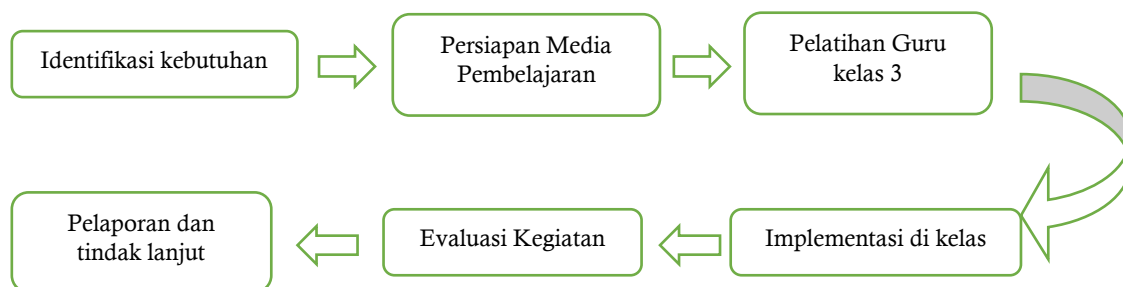 Identifikasi kebutuhan
Persiapan Media
Pembelajaran
Pelatihan Guru
kelas 3
Implementasi di kelas
Evaluasi Kegiatan
Pelaporan dan
tindak lanjut